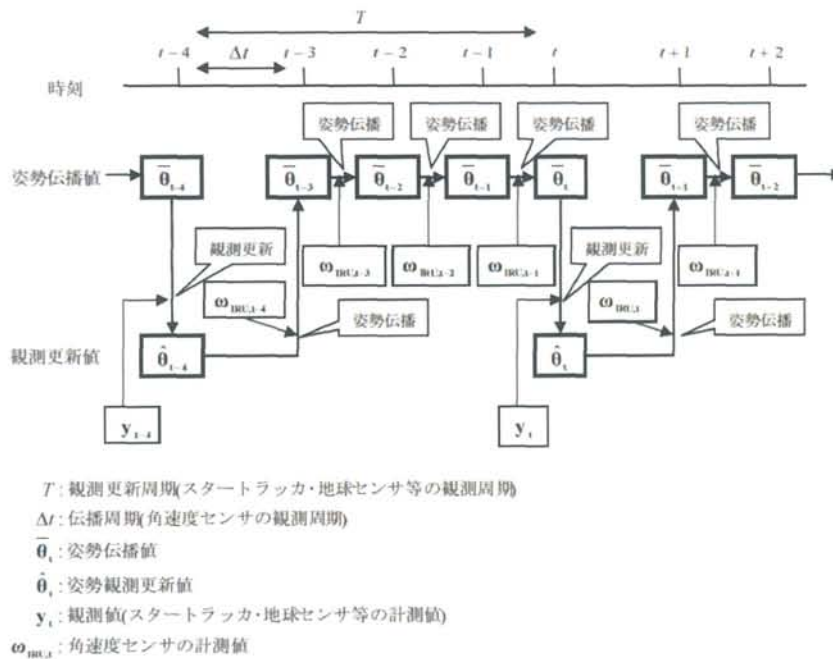 T
t−4 Δt t−3 t−2 t−1 t t+1 t+2
時刻
姿勢伝播 姿勢伝播 姿勢伝播 姿勢伝播
姿勢伝播値 θ̅t−4 θ̅t−3 θ̅t−2 θ̅t−1 θ̅t θ̅t−1 θ̅t−2
観測更新 ωIRU,t−3 ωIRU,t−2 ωIRU,t−1 観測更新 ωIRU,t−1
ωIRU,t−4 ωIRU,t
姿勢伝播 姿勢伝播
観測更新値 θ̂t−4 θ̂t
yt−4 yt
T : 観測更新周期(スタートラッカ・地球センサ等の観測周期)
Δt : 伝播周期(角速度センサの観測周期)
θ̅t : 姿勢伝播値
θ̂t : 姿勢観測更新値
yt : 観測値(スタートラッカ・地球センサ等の計測値)
ωIRU,t : 角速度センサの計測値